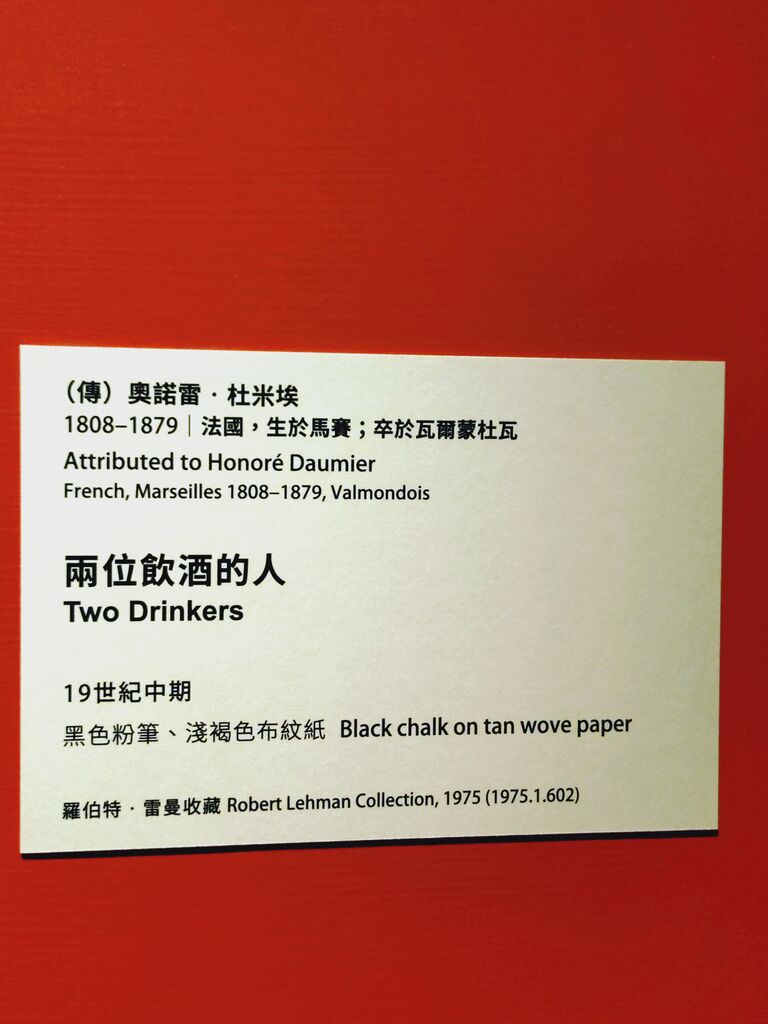 （傳）奧諾雷．杜米埃
1808–1879｜法國，生於馬賽；卒於瓦爾蒙杜瓦
Attributed to Honoré Daumier
French, Marseilles 1808–1879, Valmondois
兩位飲酒的人
Two Drinkers
19世紀中期
黑色粉筆、淺褐色布紋紙 Black chalk on tan wove paper
羅伯特．雷曼收藏 Robert Lehman Collection, 1975 (1975.1.602)